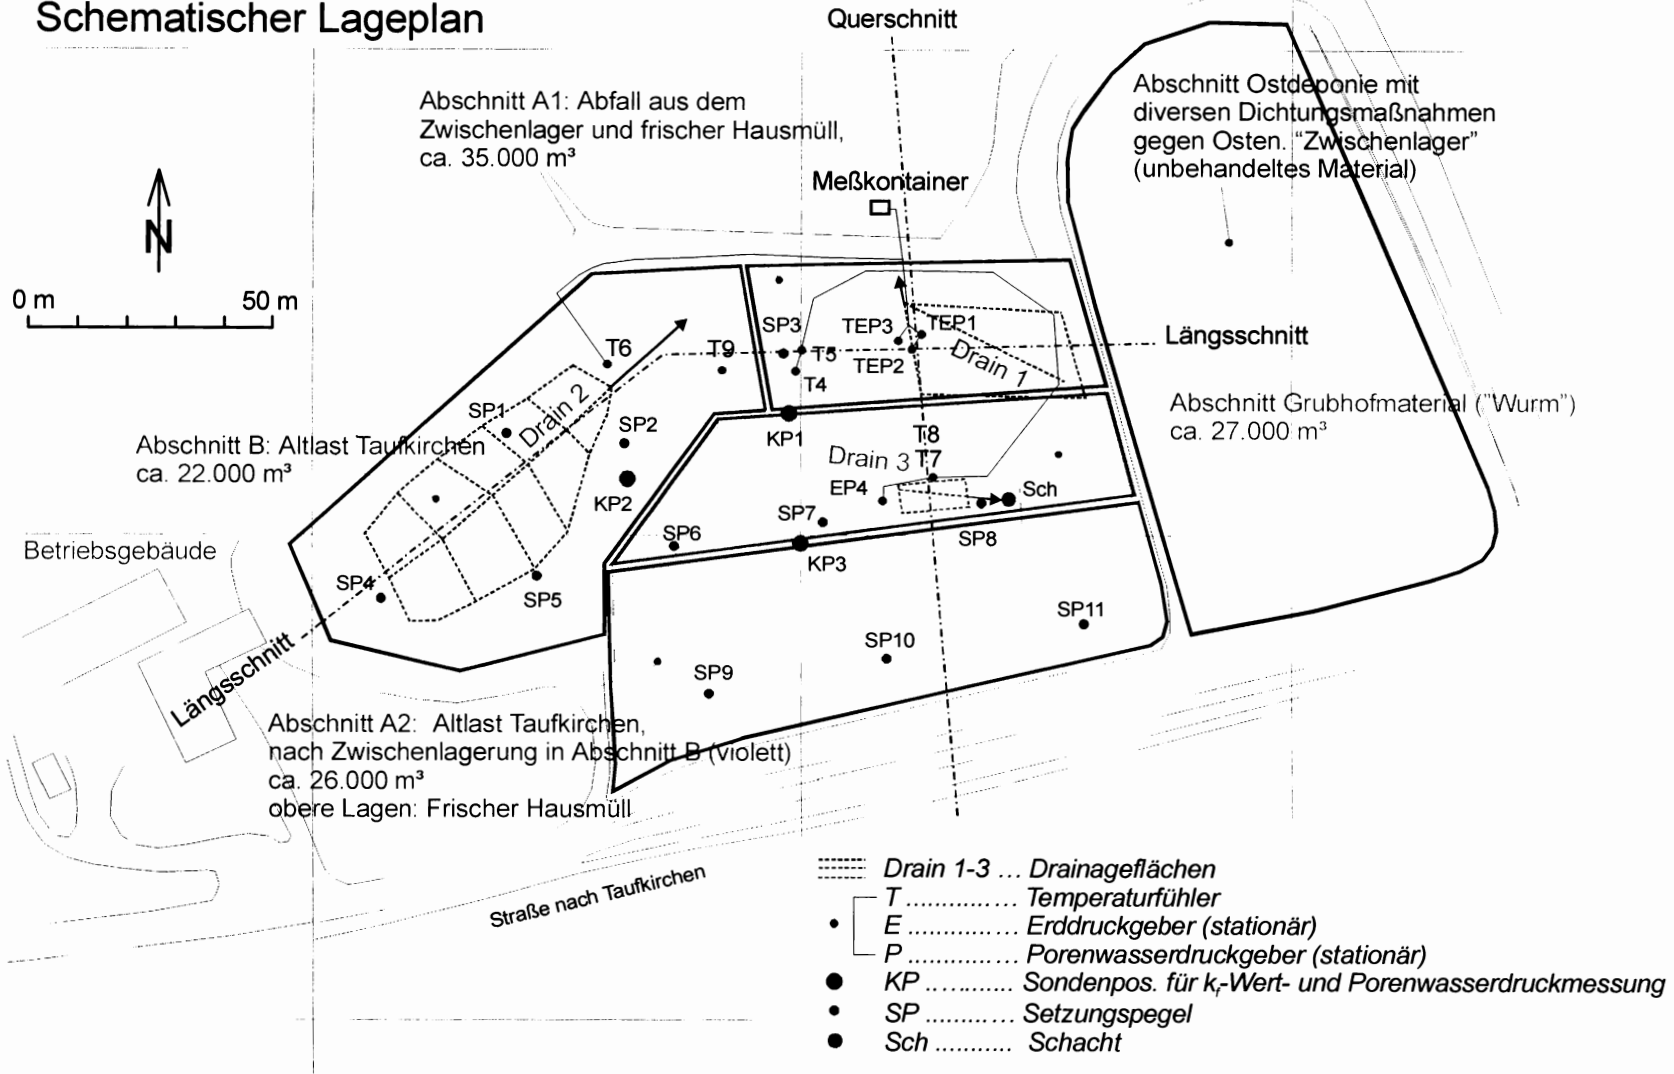 Schematischer Lageplan
Querschnitt
Abschnitt A1: Abfall aus dem
Zwischenlager und frischer Hausmüll,
ca. 35.000 m³
Abschnitt Ostdeponie mit
diversen Dichtungsmaßnahmen
gegen Osten. “Zwischenlager”
(unbehandeltes Material)
Meßkontainer
N
0 m 50 m
SP3
TEP3
TEP1
Längsschnitt
T6
T9
T5
TEP2
Drain 1
T4
SP1
Drain 2
SP2
KP1
T8
Abschnitt Grubhofmaterial ("Wurm")
ca. 27.000 m³
Abschnitt B: Altlast Taufkirchen
ca. 22.000 m³
Drain 3
T7
KP2
EP4
Sch
SP7
SP6
SP8
Betriebsgebäude
KP3
SP4
SP5
SP11
SP10
SP9
Längsschnitt
Abschnitt A2: Altlast Taufkirchen,
nach Zwischenlagerung in Abschnitt B (violett)
ca. 26.000 m³
obere Lagen: Frischer Hausmüll
Straße nach Taufkirchen
Drain 1-3 ... Drainageflächen
T ............... Temperaturfühler
E ............... Erddruckgeber (stationär)
P ............... Porenwasserdruckgeber (stationär)
KP ............ Sondenpos. für kf-Wert- und Porenwasserdruckmessung
SP ............ Setzungspegel
Sch ........... Schacht